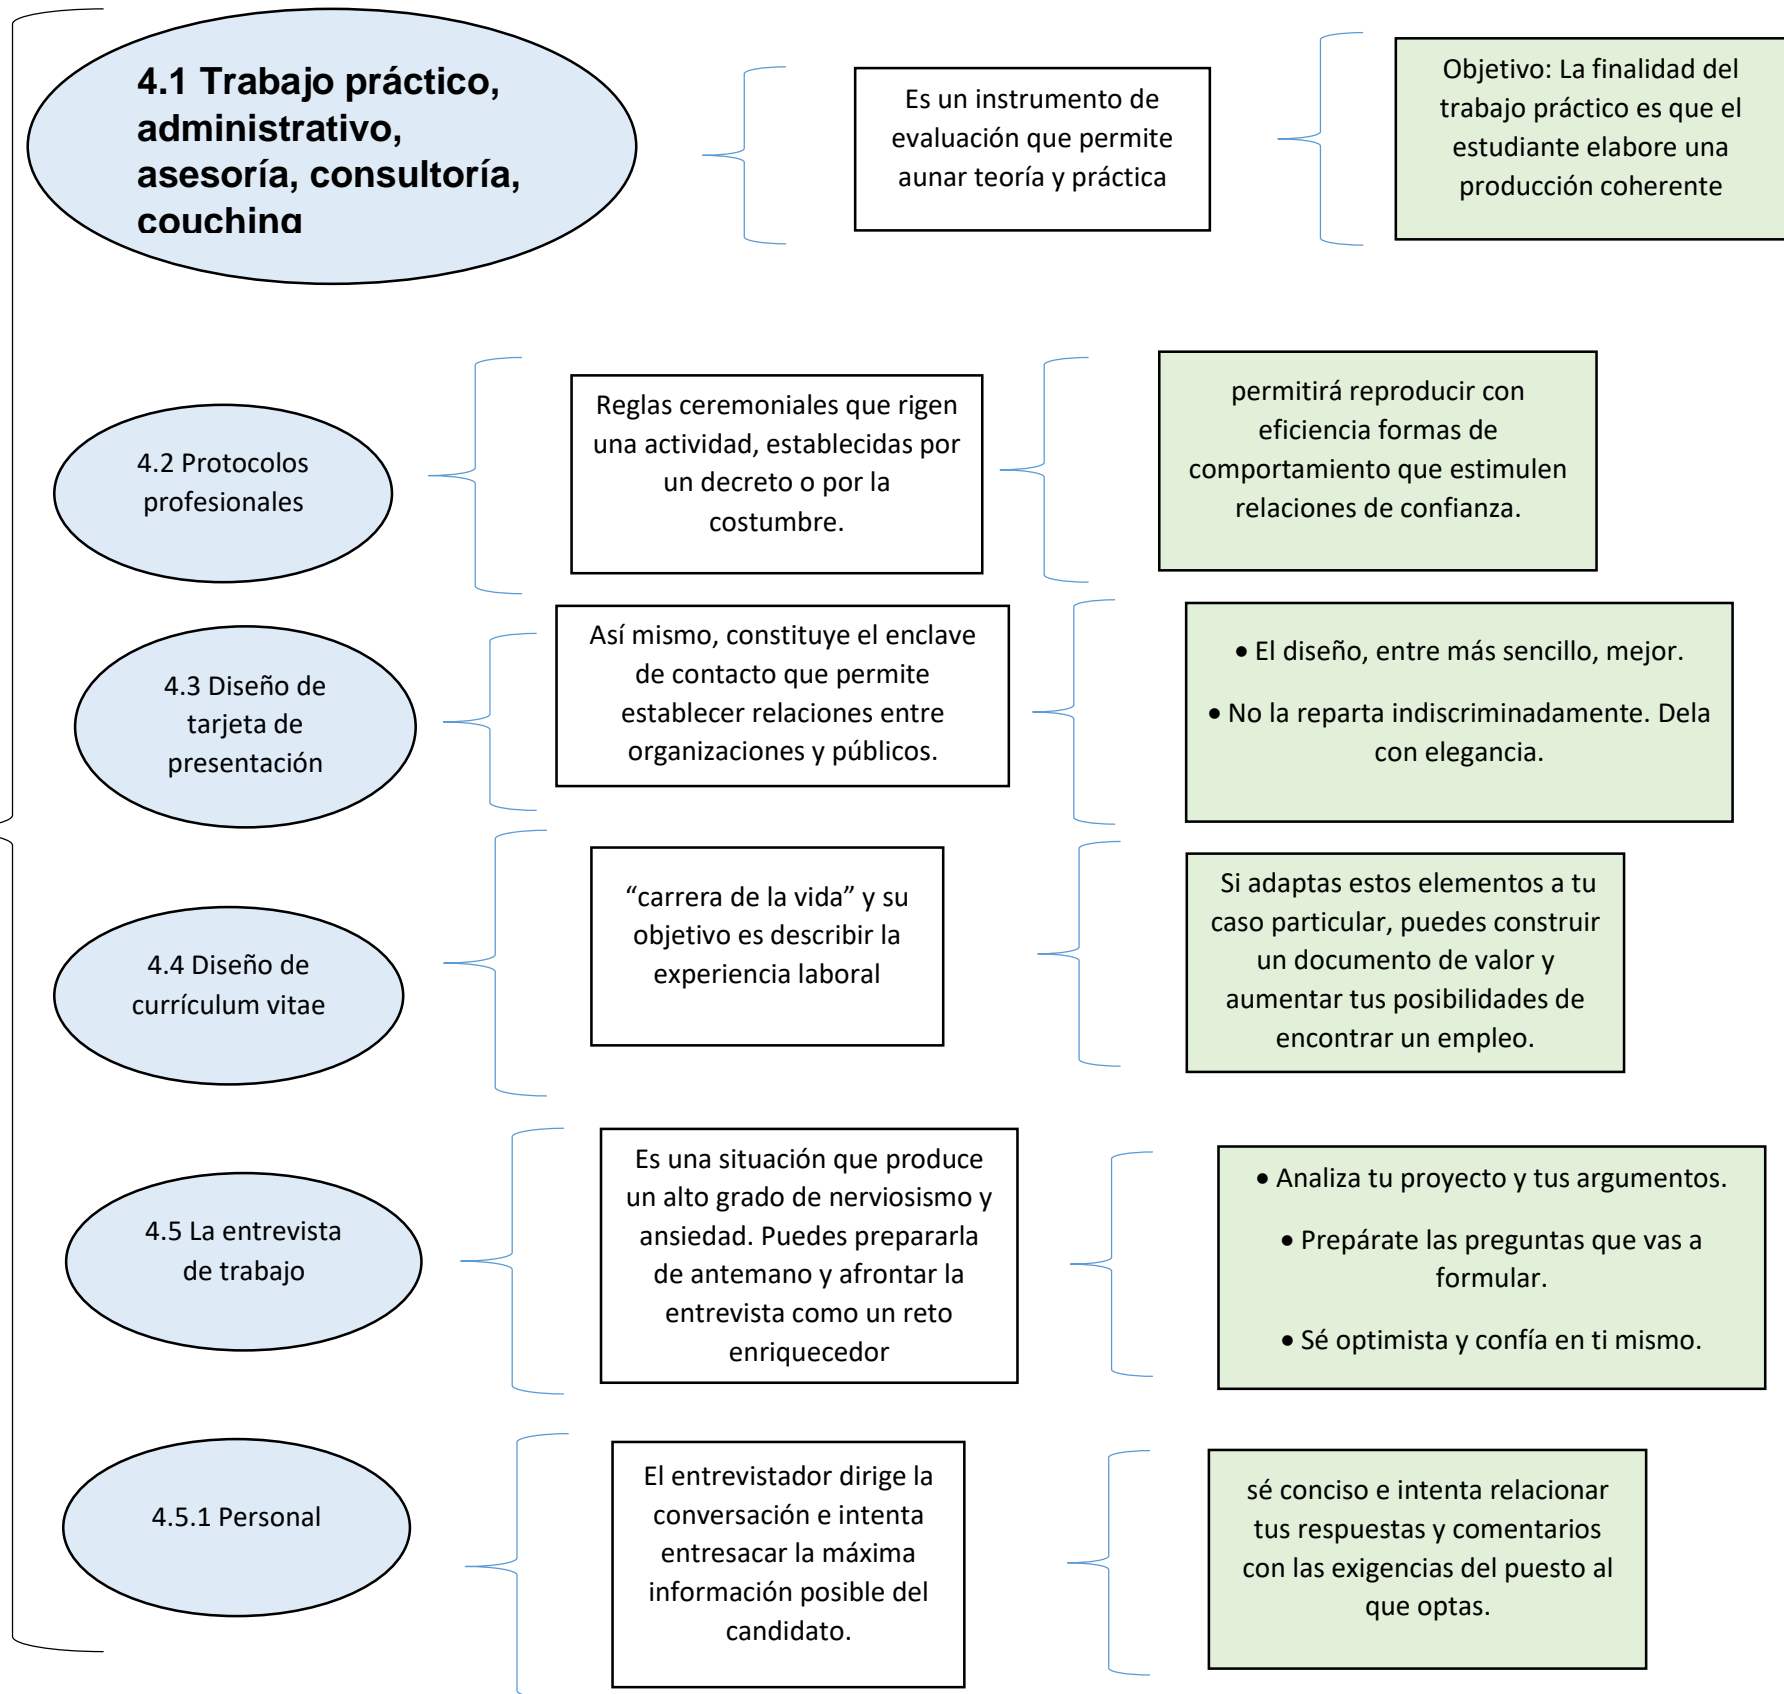 4.1 Trabajo práctico,
administrativo,
asesoría, consultoría,
couching
Es un instrumento de
evaluación que permite
aunar teoría y práctica
Objetivo: La finalidad del
trabajo práctico es que el
estudiante elabore una
producción coherente
4.2 Protocolos
profesionales
Reglas ceremoniales que rigen
una actividad, establecidas por
un decreto o por la
costumbre.
permitirá reproducir con
eficiencia formas de
comportamiento que estimulen
relaciones de confianza.
4.3 Diseño de
tarjeta de
presentación
Así mismo, constituye el enclave
de contacto que permite
establecer relaciones entre
organizaciones y públicos.
• El diseño, entre más sencillo, mejor.
• No la reparta indiscriminadamente. Dela
con elegancia.
4.4 Diseño de
currículum vitae
“carrera de la vida” y su
objetivo es describir la
experiencia laboral
Si adaptas estos elementos a tu
caso particular, puedes construir
un documento de valor y
aumentar tus posibilidades de
encontrar un empleo.
4.5 La entrevista
de trabajo
Es una situación que produce
un alto grado de nerviosismo y
ansiedad. Puedes prepararla
de antemano y afrontar la
entrevista como un reto
enriquecedor
• Analiza tu proyecto y tus argumentos.
• Prepárate las preguntas que vas a
formular.
• Sé optimista y confía en ti mismo.
4.5.1 Personal
El entrevistador dirige la
conversación e intenta
entresacar la máxima
información posible del
candidato.
sé conciso e intenta relacionar
tus respuestas y comentarios
con las exigencias del puesto al
que optas.